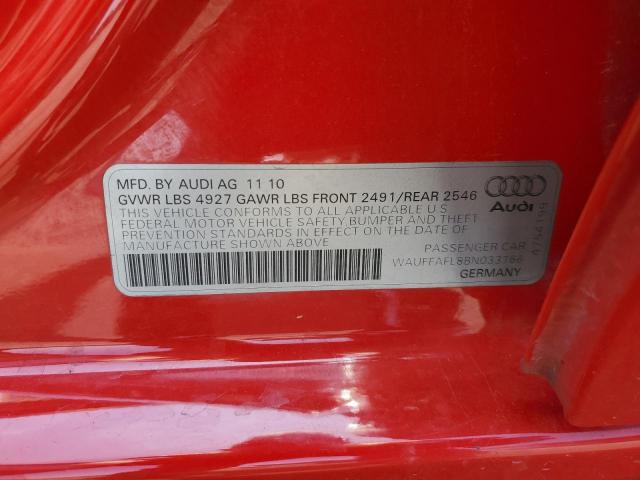 MFD. BY AUDI AG 11 10
GVWR LBS 4927 GAWR LBS FRONT 2491/REAR 2546
THIS VEHICLE CONFORMS TO ALL APPLICABLE U S
FEDERAL MOTOR VEHICLE SAFETY BUMPER AND THEFT
PREVENTION STANDARDS IN EFFECT ON THE DATE OF
MANUFACTURE SHOWN ABOVE
Audi
PASSENGER CAR
WAUFFAFL8BN033166
GERMANY
4754199